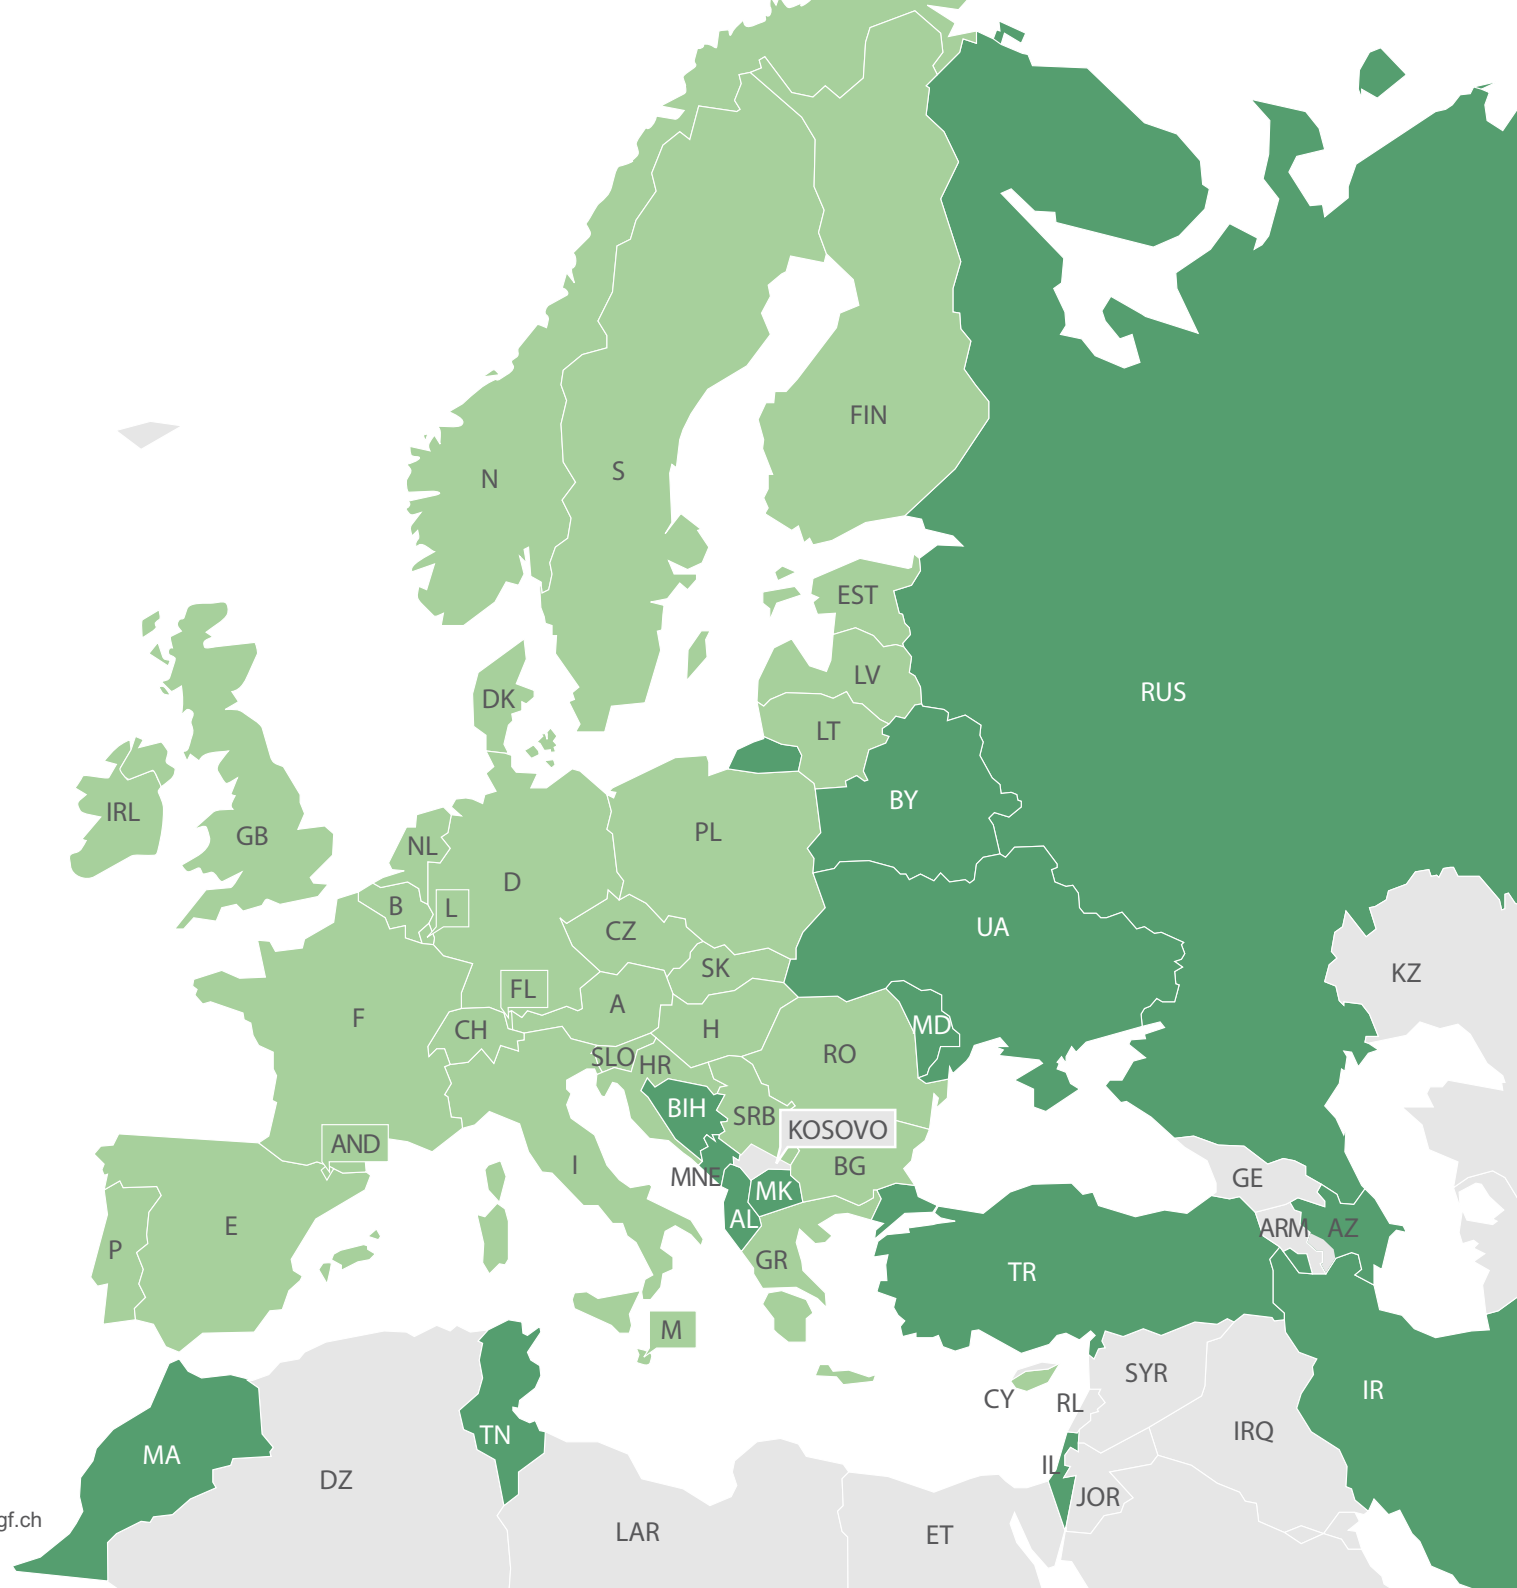 FIN
N
S
EST
LV
RUS
DK
LT
BY
IRL
GB
NL
PL
D
B
L
CZ
UA
SK
KZ
FL
A
F
CH
H
MD
RO
SLO
HR
BIH
SRB
KOSOVO
AND
I
MNE
BG
MK
GE
AL
ARM
AZ
P
E
GR
TR
M
SYR
CY
RL
IR
MA
TN
IRQ
DZ
IL
JOR
gf.ch
LAR
ET